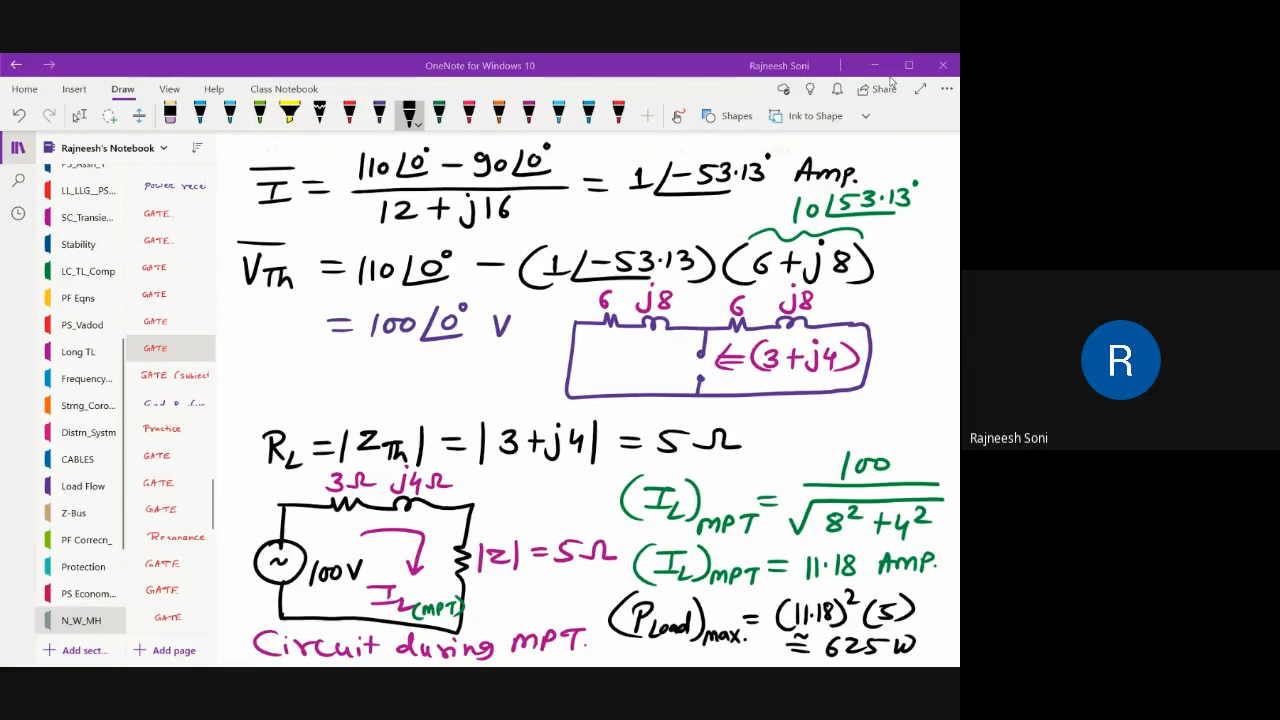 OneNote for Windows 10
Rajneesh Soni
Home Insert Draw View Help Class Notebook
Share
Shapes
Ink to Shape
Rajneesh's Notebook
PS_Assn_1
LL_LLG_PS...
SC_Transie...
Stability
LC_TL_Comp
PF Eqns
PS_Vadod
Long TL
Frequency...
Strng_Coro...
Distrn_Systm
CABLES
Load Flow
Z-Bus
PF Correcn_
Protection
PS Econom...
N_W_MH
Add sect...
Power rece
GATE
GATE
GATE
GATE
GATE
GATE
GATE (subject
Practice
GATE
GATE
GATE
Resonance
GATE
GATE
GATE
Add page
I = (110∠0° - 90∠0°) / (12 + j16) = 1∠-53.13° Amp.
10∠53.13°
VTh = 110∠0° - (1∠-53.13)(6+j8)
= 100∠0° V
6 j8 6 j8
⇐(3+j4)
RL = |ZTh| = |3+j4| = 5 Ω
3Ω j4Ω
100V
|Z| = 5Ω
IL(MPT)
Circuit during MPT.
(IL)MPT = 100 / √(8² + 4²)
(IL)MPT = 11.18 Amp.
(PLoad)max. = (11.18)² (5)
≅ 625 W
R
Rajneesh Soni